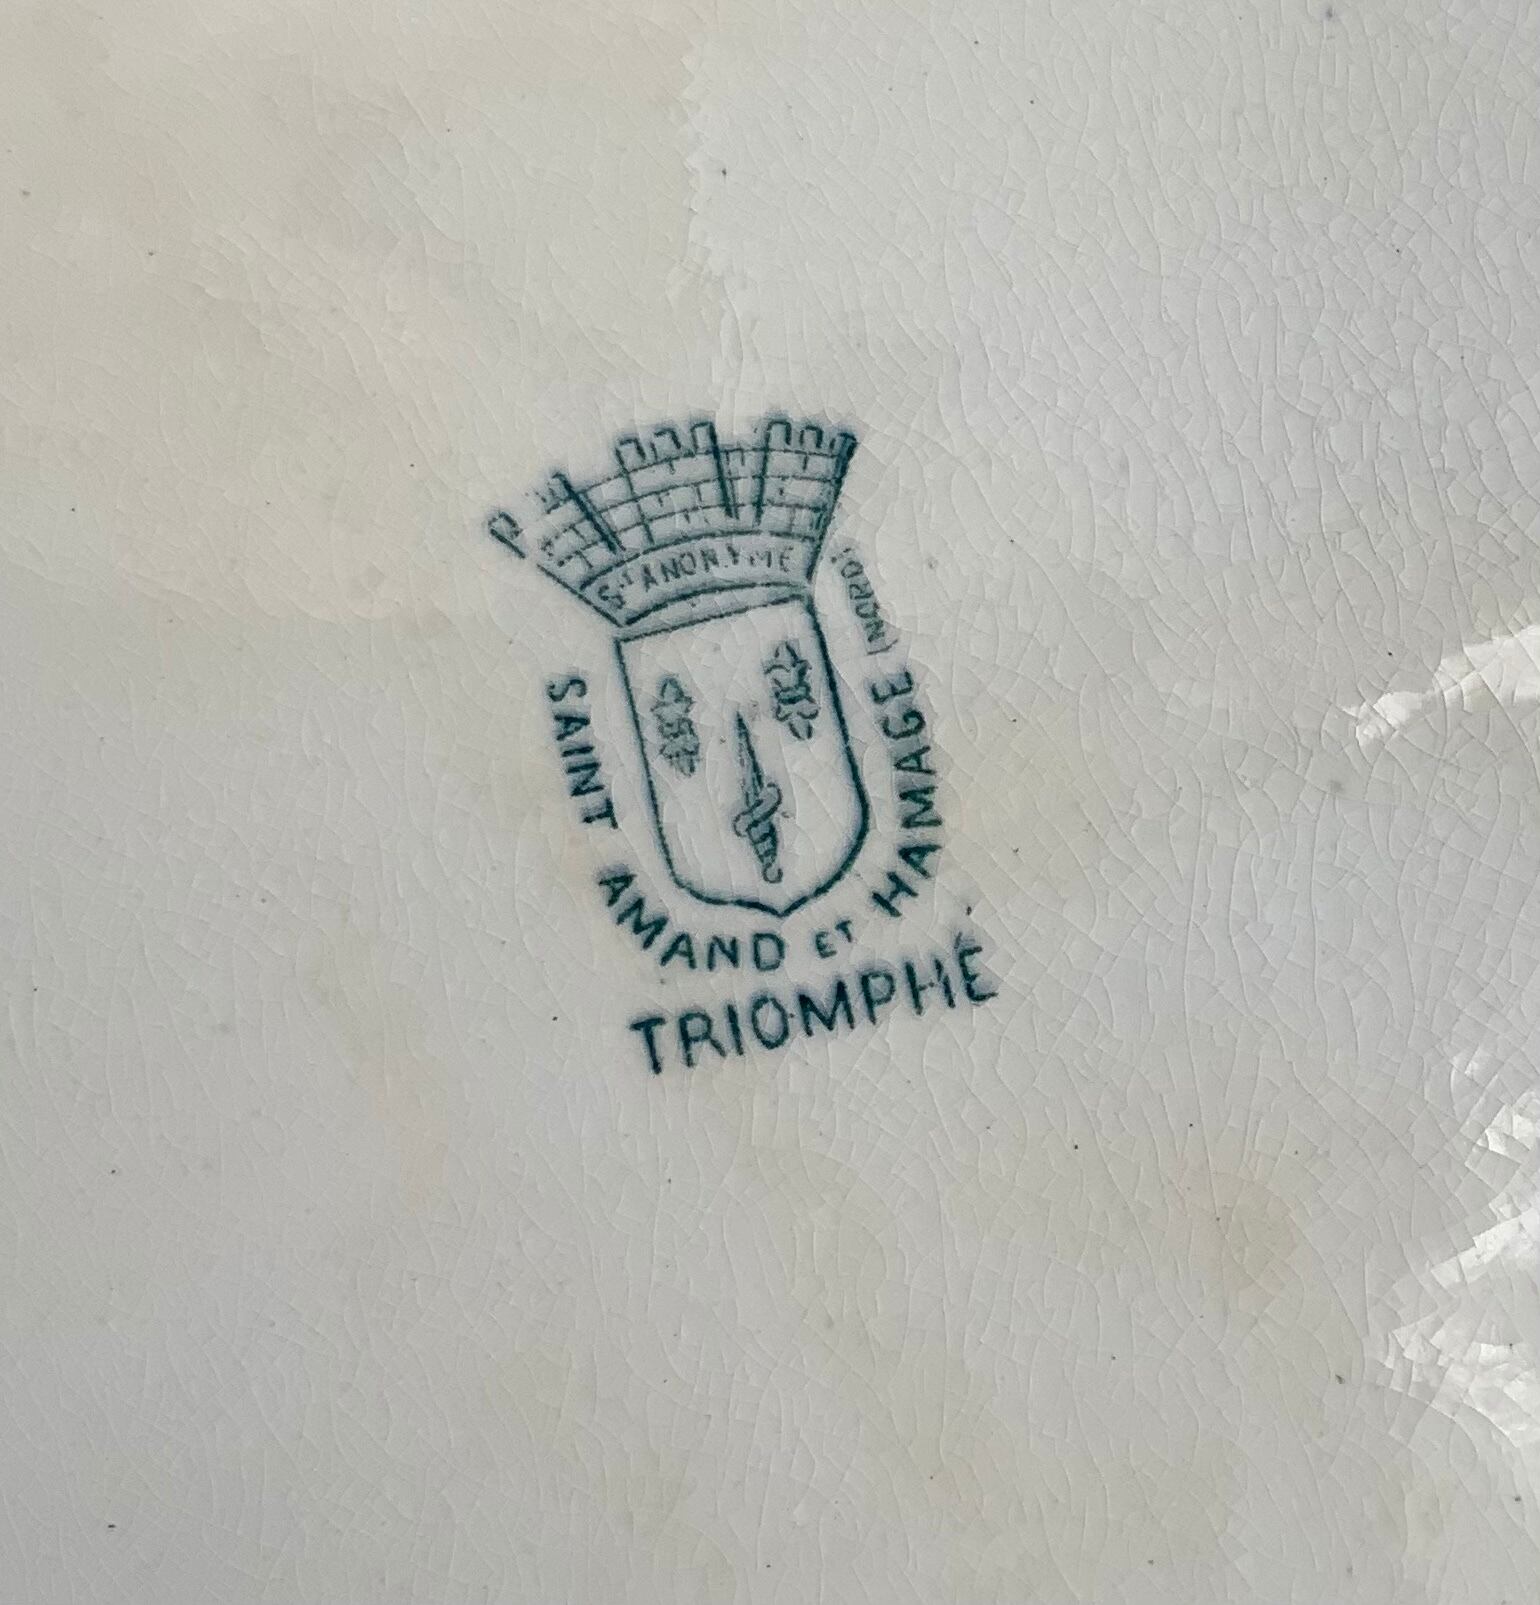 Sté ANONYME
SAINT AMAND ET HAMAGE (NORD)
TRIOMPHE